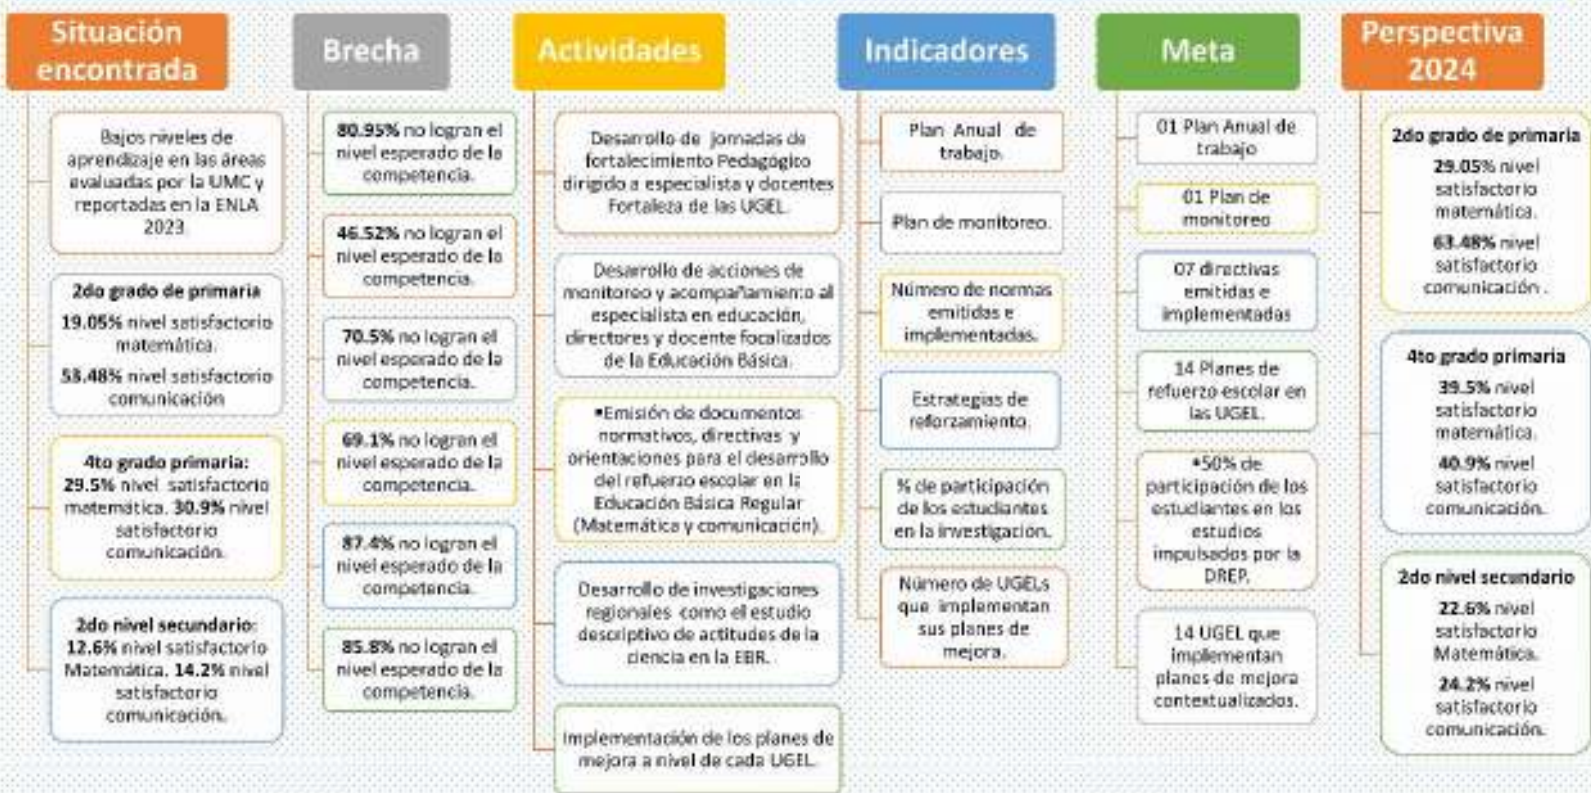 Situación
encontrada
Bajos niveles de
aprendizaje en las áreas
evaluadas por la UMC y
reportadas en la ENLA
2023.
2do grado de primaria
19.05% nivel satisfactorio
matemática.
53.48% nivel satisfactorio
comunicación
4to grado primaria:
29.5% nivel satisfactorio
matemática. 30.9% nivel
satisfactorio
comunicación.
2do nivel secundario:
12.6% nivel satisfactorio
Matemática. 14.2% nivel
satisfactorio
comunicación.
Brecha
80.95% no logran el
nivel esperado de la
competencia.
46.52% no logran el
nivel esperado de la
competencia.
70.5% no logran el
nivel esperado de la
competencia.
69.1% no logran el
nivel esperado de la
competencia.
87.4% no logran el
nivel esperado de la
competencia.
85.8% no logran el
nivel esperado de la
competencia.
Actividades
Desarrollo de jornadas de
fortalecimiento Pedagógico
dirigido a especialista y docentes
Fortaleza de las UGEL.
Desarrollo de acciones de
monitoreo y acompañamiento al
especialista en educación,
directores y docente focalizados
de la Educación Básica.
▪Emisión de documentos
normativos, directivas y
orientaciones para el desarrollo
del refuerzo escolar en la
Educación Básica Regular
(Matemática y comunicación).
Desarrollo de investigaciones
regionales como el estudio
descriptivo de actitudes de la
ciencia en la EBR.
Implementación de los planes de
mejora a nivel de cada UGEL.
Indicadores
Plan Anual de
trabajo.
Plan de monitoreo.
Número de normas
emitidas e
implementadas.
Estrategias de
reforzamiento.
% de participación
de los estudiantes
en la investigación.
Número de UGELs
que implementan
sus planes de
mejora.
Meta
01 Plan Anual de
trabajo
01 Plan de
monitoreo
07 directivas
emitidas e
implementadas
14 Planes de
refuerzo escolar en
las UGEL.
▪50% de
participación de los
estudiantes en los
estudios
impulsados por la
DREP.
14 UGEL que
implementan
planes de mejora
contextualizados.
Perspectiva
2024
2do grado de primaria
29.05% nivel
satisfactorio
matemática.
63.48% nivel
satisfactorio
comunicación .
4to grado primaria
39.5% nivel
satisfactorio
matemática.
40.9% nivel
satisfactorio
comunicación.
2do nivel secundario
22.6% nivel
satisfactorio
Matemática.
24.2% nivel
satisfactorio
comunicación.